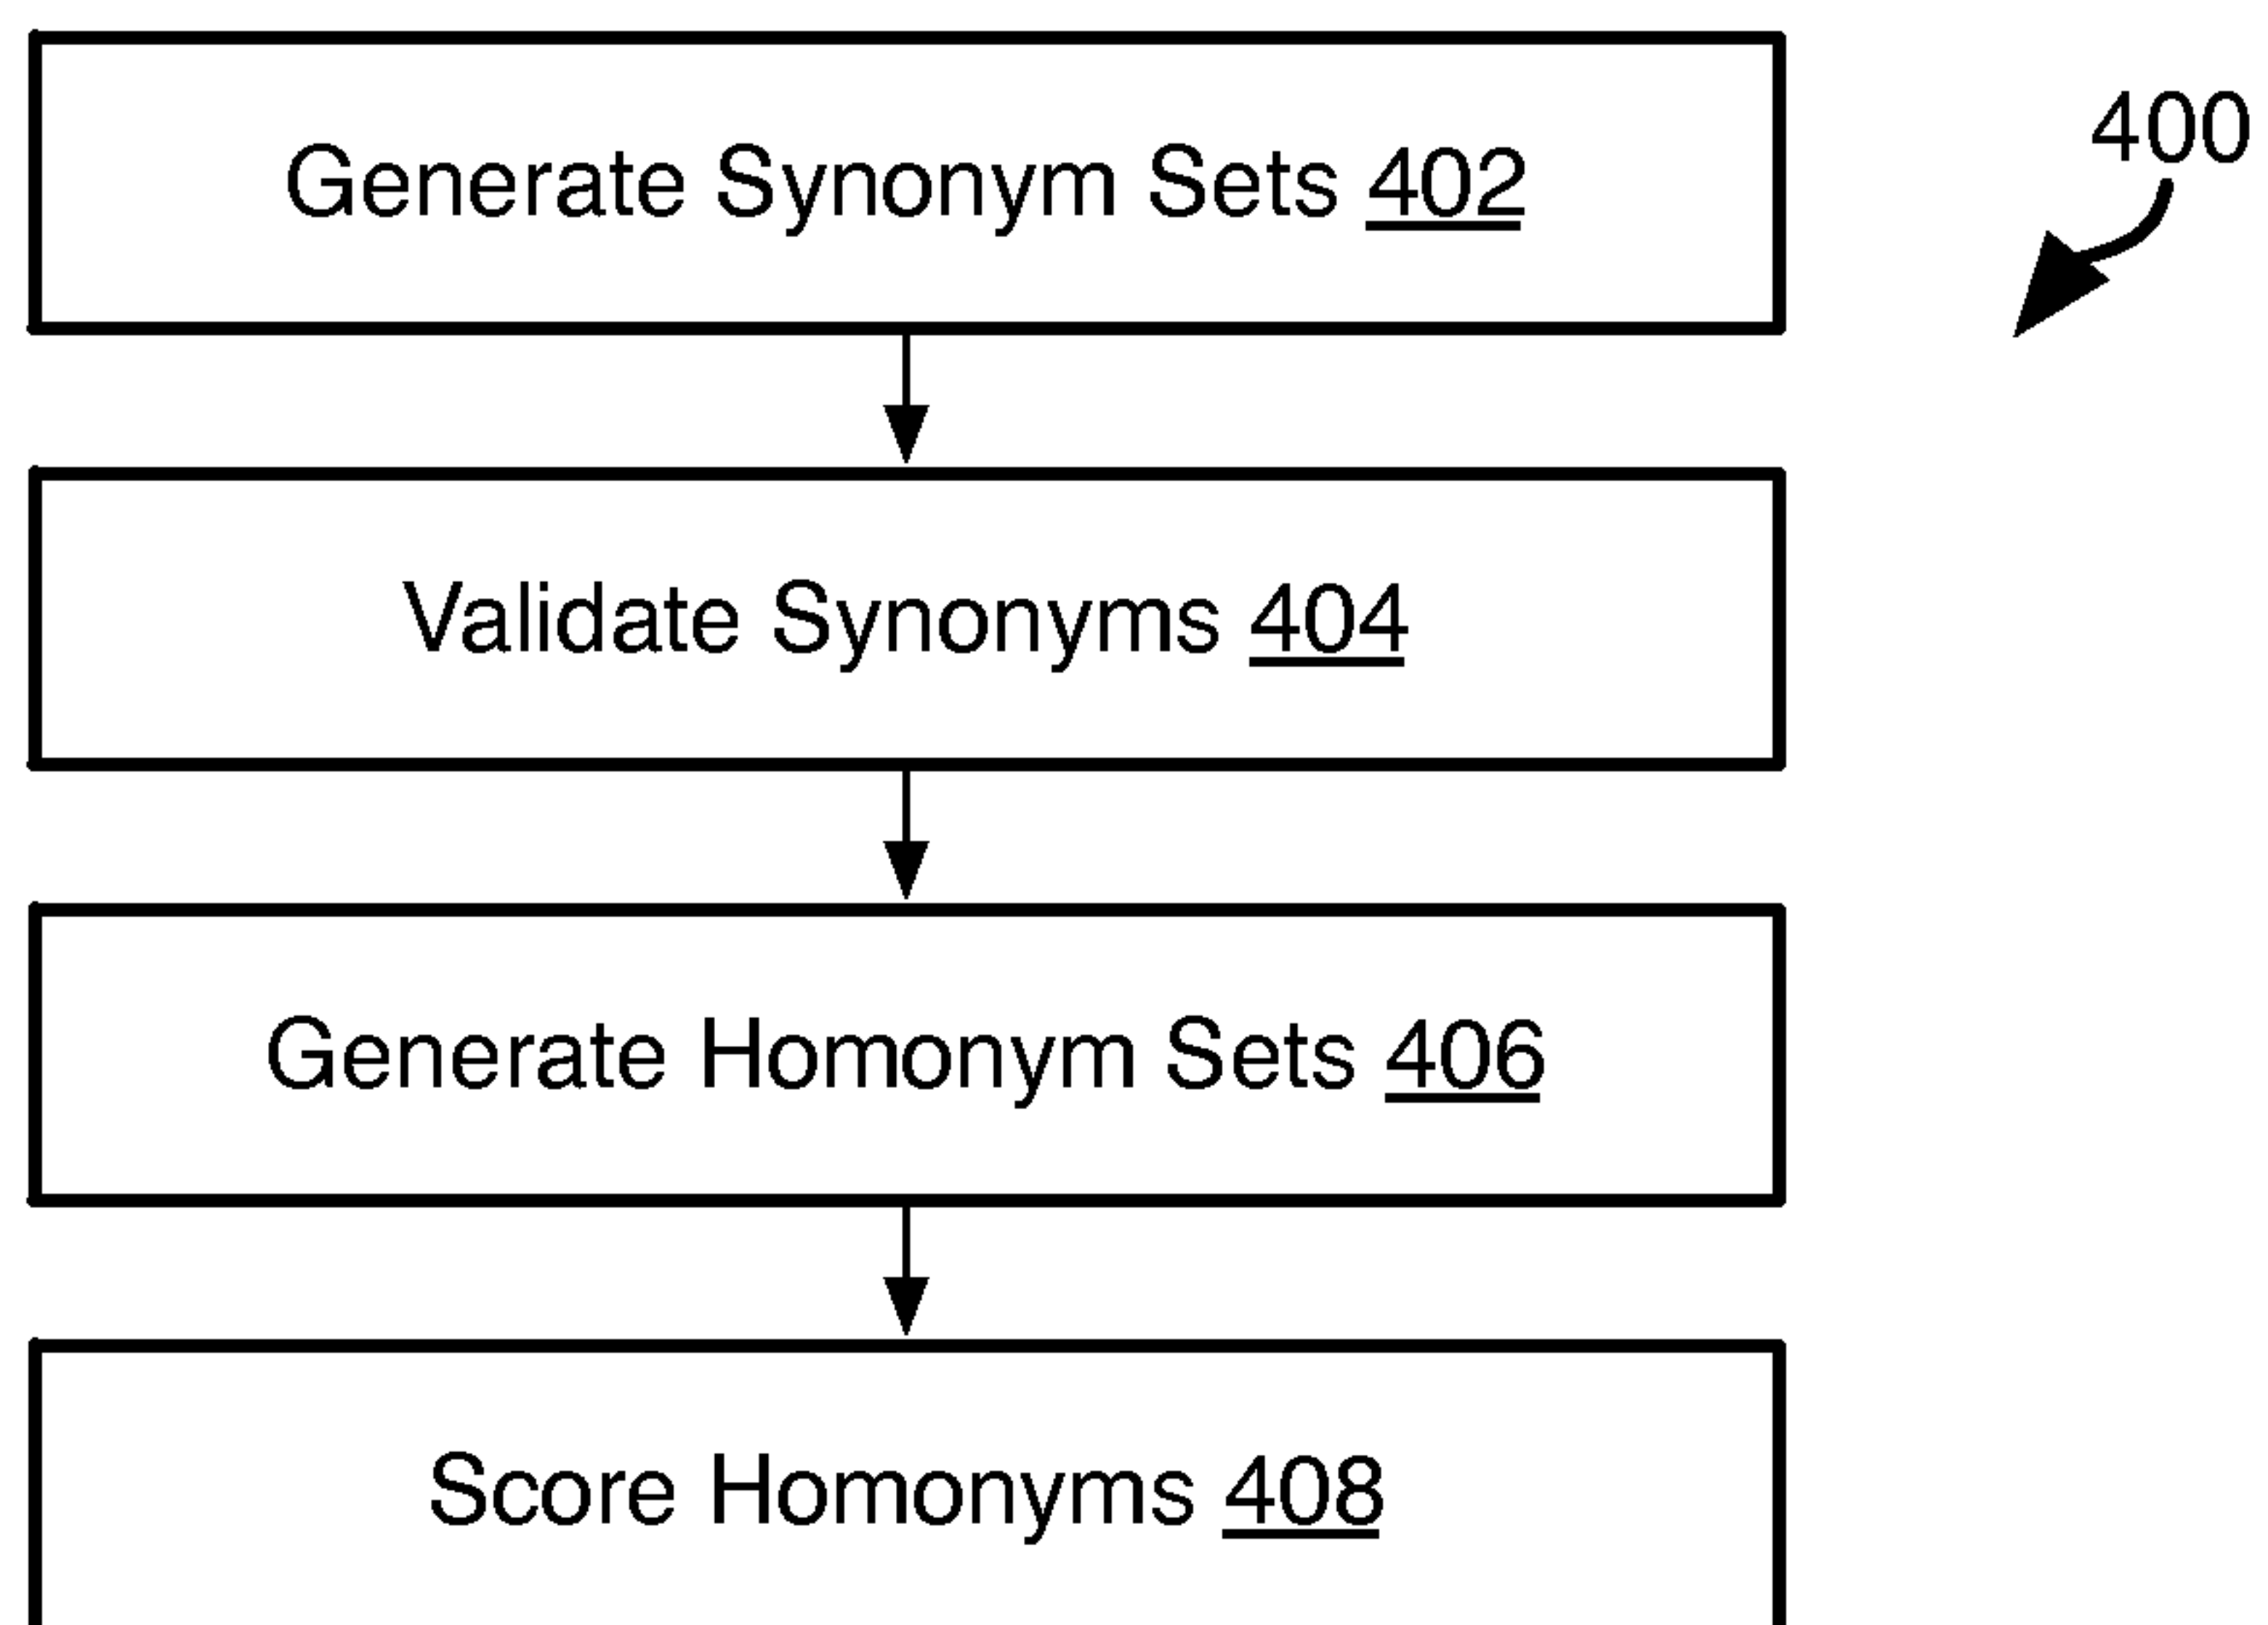 Generate Synonym Sets 402
400
Validate Synonyms 404
Generate Homonym Sets 406
Score Homonyms 408